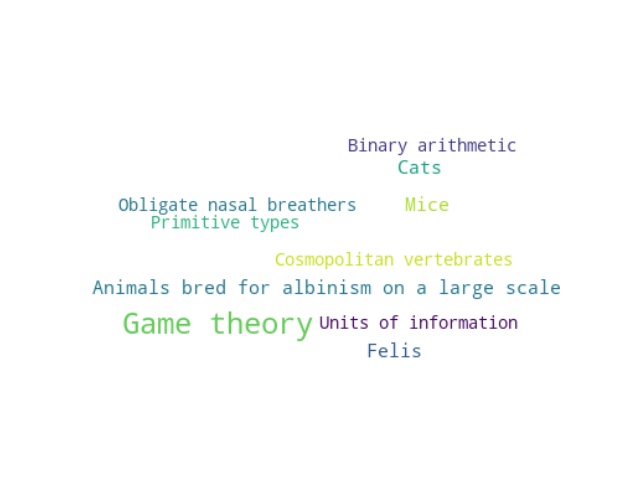 Binary arithmetic
Cats
Obligate nasal breathers
Mice
Primitive types
Cosmopolitan vertebrates
Animals bred for albinism on a large scale
Game theory
Units of information
Felis